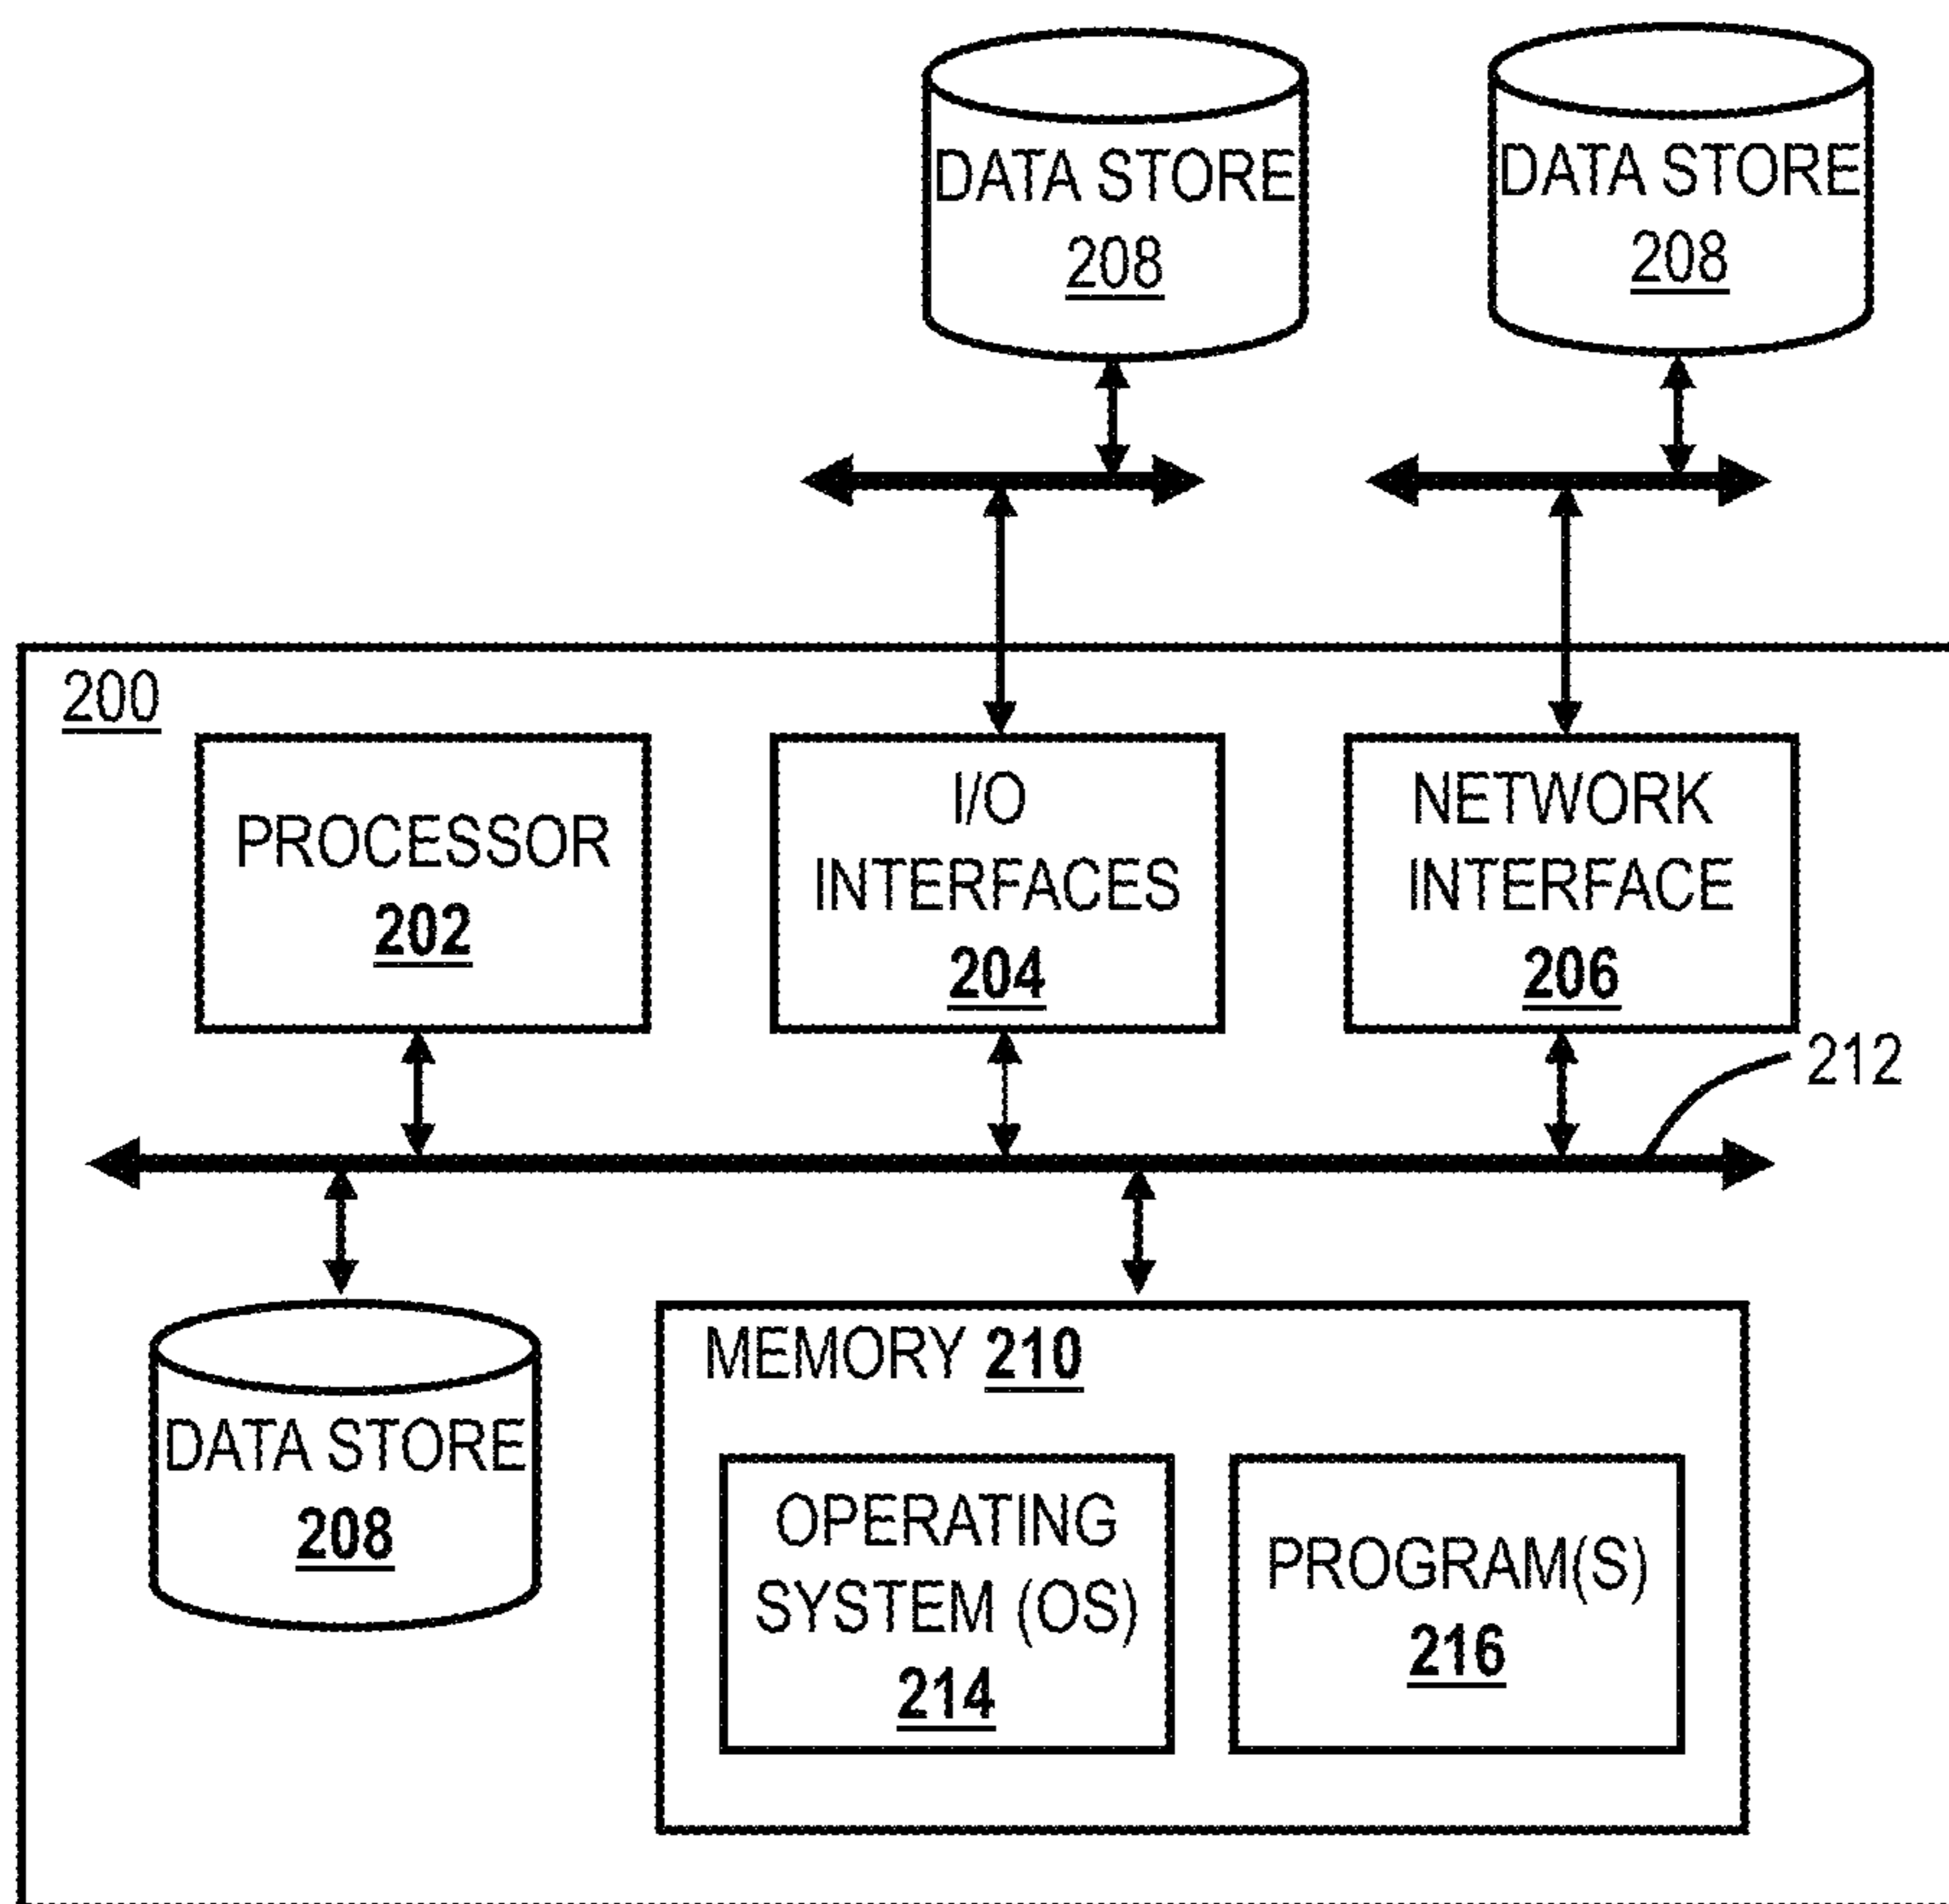 DATA STORE
208
DATA STORE
208
200
PROCESSOR
202
I/O
INTERFACES
204
NETWORK
INTERFACE
206
212
DATA STORE
208
MEMORY 210
OPERATING
SYSTEM (OS)
214
PROGRAM(S)
216